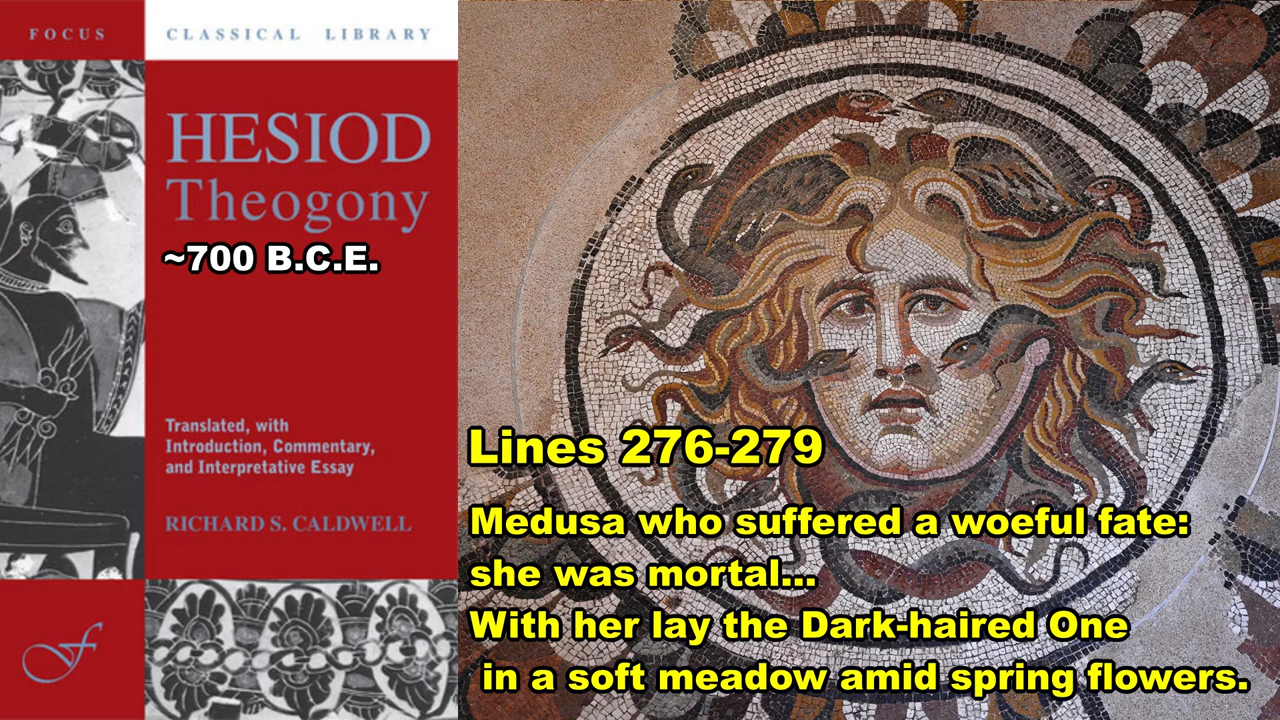 FOCUS CLASSICAL LIBRARY
HESIOD
Theogony
~700 B.C.E.
Translated, with
Introduction, Commentary,
and Interpretative Essay
RICHARD S. CALDWELL
Lines 276-279
Medusa who suffered a woeful fate:
she was mortal...
With her lay the Dark-haired One
in a soft meadow amid spring flowers.